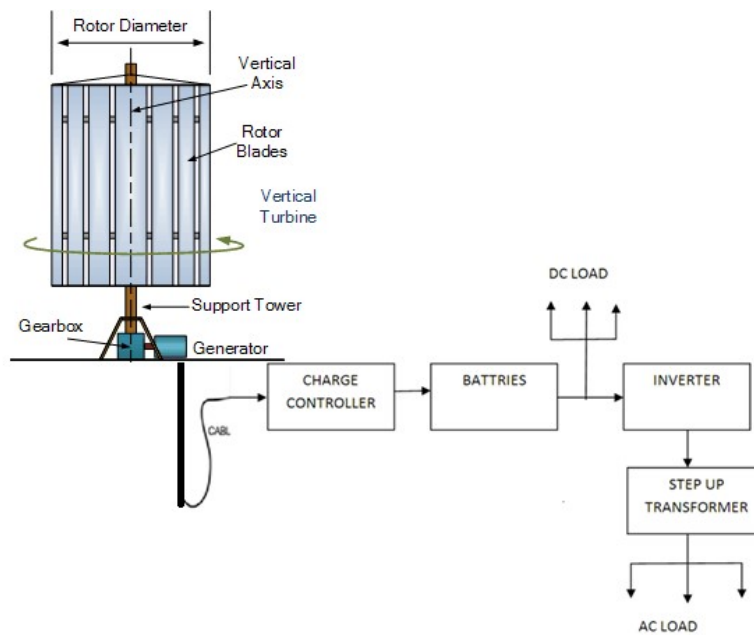 Rotor Diameter
Vertical
Axis
Rotor
Blades
Vertical
Turbine
Support Tower
Gearbox
Generator
DC LOAD
CHARGE
CONTROLLER
BATTRIES
INVERTER
CABL
STEP UP
TRANSFORMER
AC LOAD